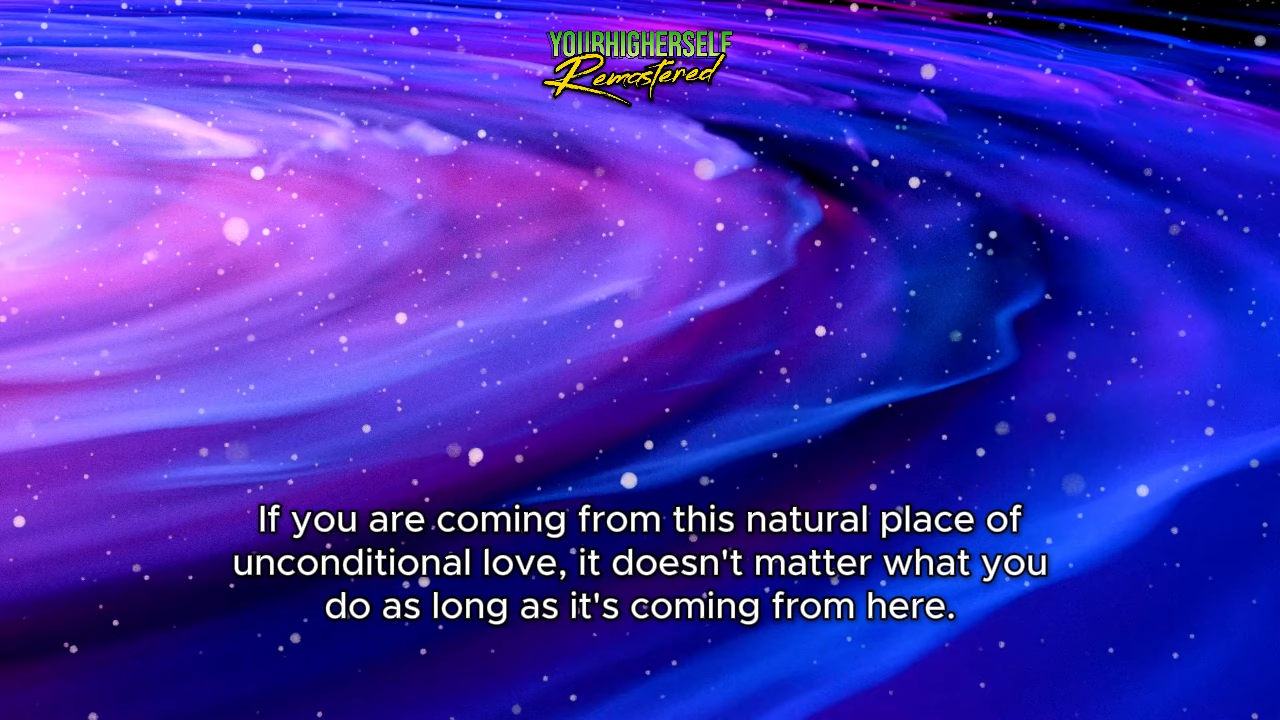 YOURHIGHERSELF
Remastered
If you are coming from this natural place of
unconditional love, it doesn't matter what you
do as long as it's coming from here.